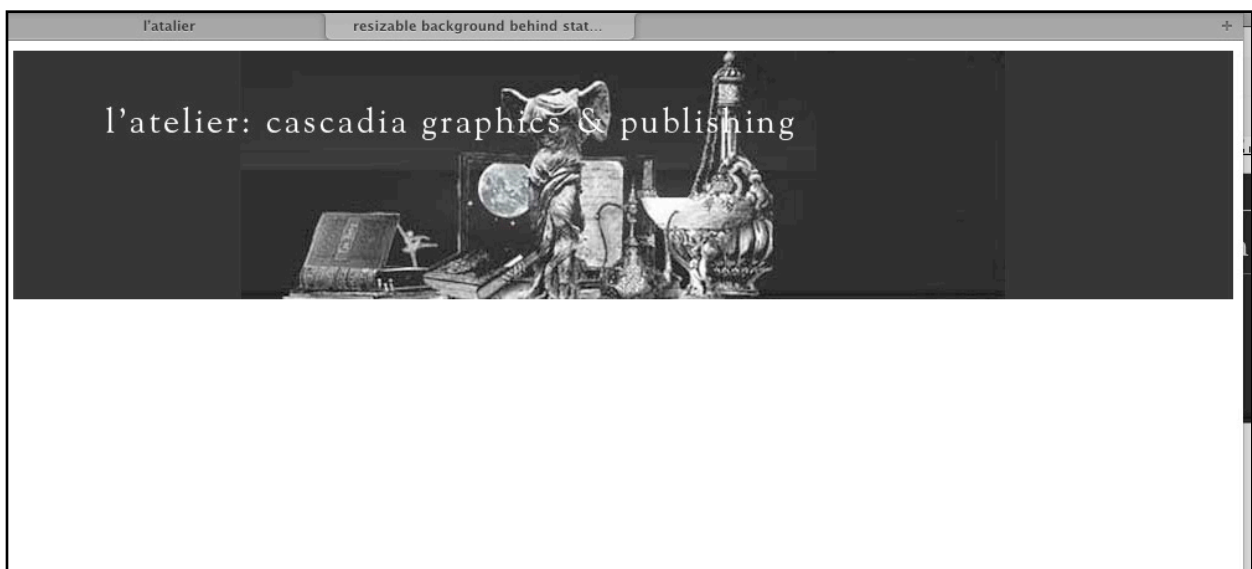 l'atalier
resizable background behind stat...
l’atelier: cascadia graphics & publishing